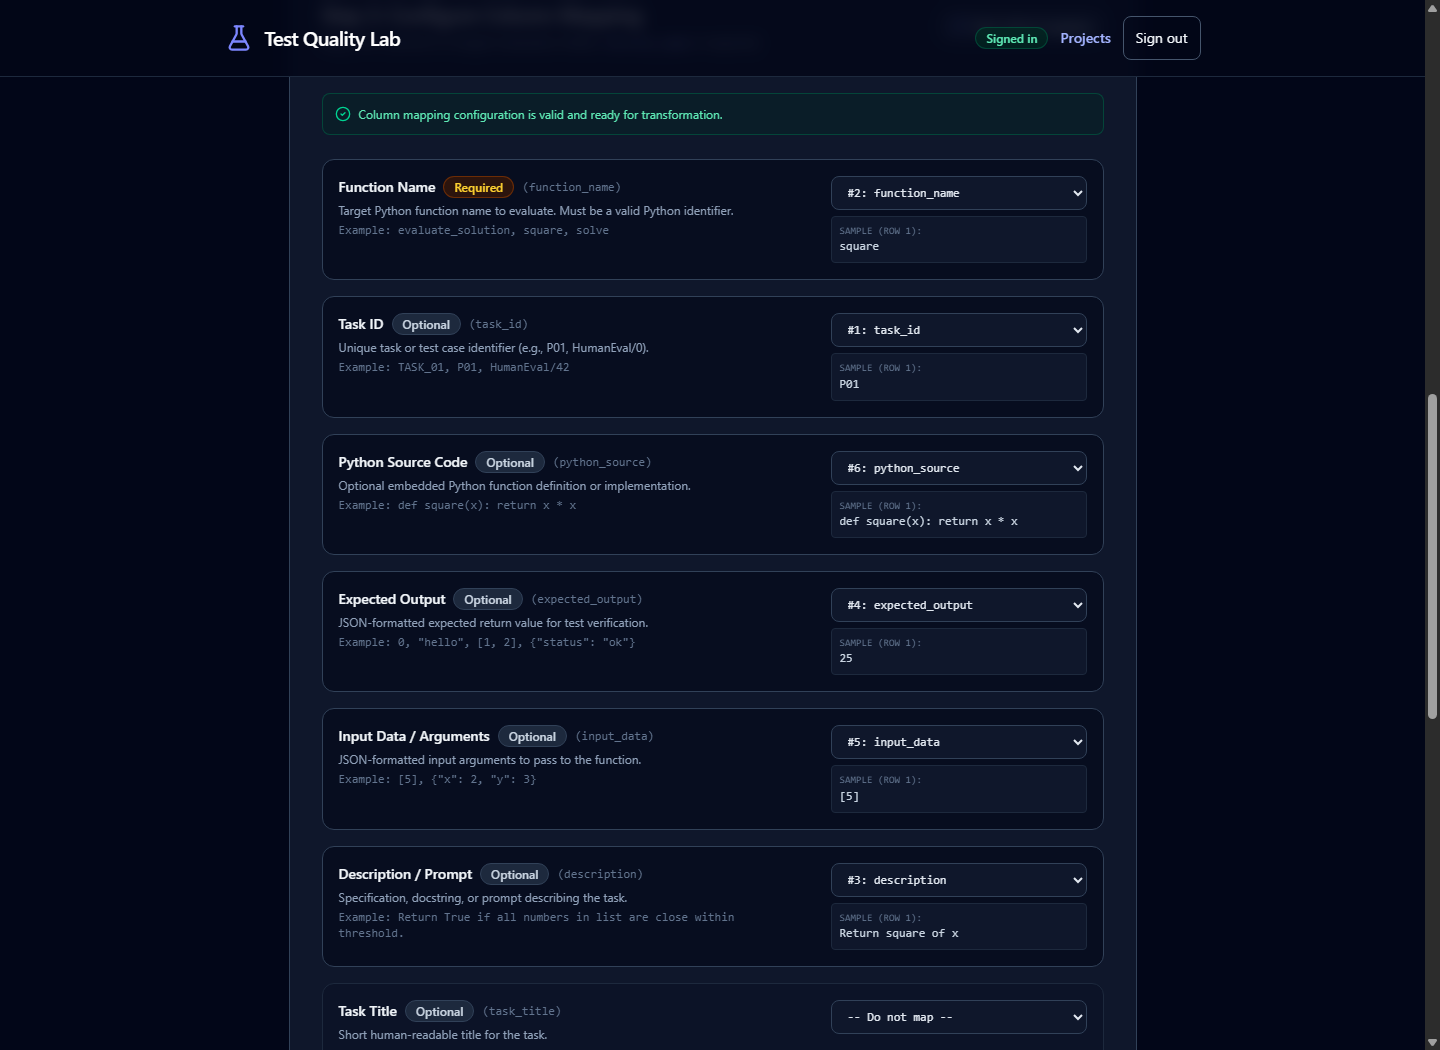 Test Quality Lab
Signed in
Projects
Sign out
Column mapping configuration is valid and ready for transformation.
Function Name Required (function_name)
Target Python function name to evaluate. Must be a valid Python identifier.
Example: evaluate_solution, square, solve
#2: function_name
SAMPLE (ROW 1):
square
Task ID Optional (task_id)
Unique task or test case identifier (e.g., P01, HumanEval/0).
Example: TASK_01, P01, HumanEval/42
#1: task_id
SAMPLE (ROW 1):
P01
Python Source Code Optional (python_source)
Optional embedded Python function definition or implementation.
Example: def square(x): return x * x
#6: python_source
SAMPLE (ROW 1):
def square(x): return x * x
Expected Output Optional (expected_output)
JSON-formatted expected return value for test verification.
Example: 0, "hello", [1, 2], {"status": "ok"}
#4: expected_output
SAMPLE (ROW 1):
25
Input Data / Arguments Optional (input_data)
JSON-formatted input arguments to pass to the function.
Example: [5], {"x": 2, "y": 3}
#5: input_data
SAMPLE (ROW 1):
[5]
Description / Prompt Optional (description)
Specification, docstring, or prompt describing the task.
Example: Return True if all numbers in list are close within
threshold.
#3: description
SAMPLE (ROW 1):
Return square of x
Task Title Optional (task_title)
Short human-readable title for the task.
-- Do not map --